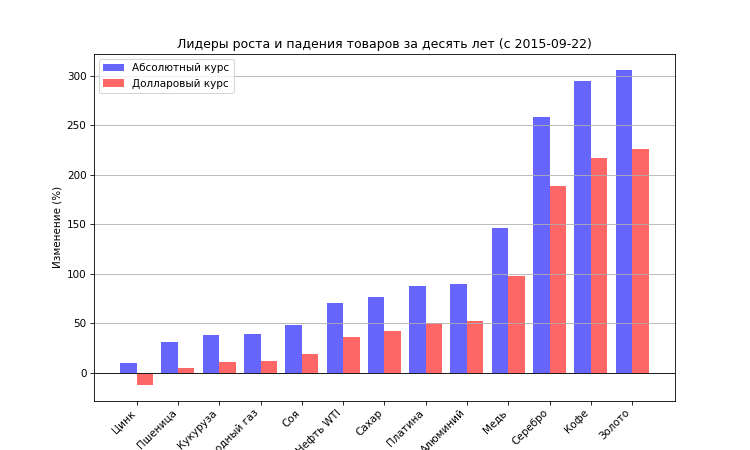 Лидеры роста и падения товаров за десять лет (с 2015-09-22)
Абсолютный курс
Долларовый курс
Изменение (%)
300
250
200
150
100
50
0
Цинк
Пшеница
Кукуруза
одный газ
Соя
Нефть WTI
Сахар
Платина
Алюминий
Медь
Серебро
Кофе
Золото